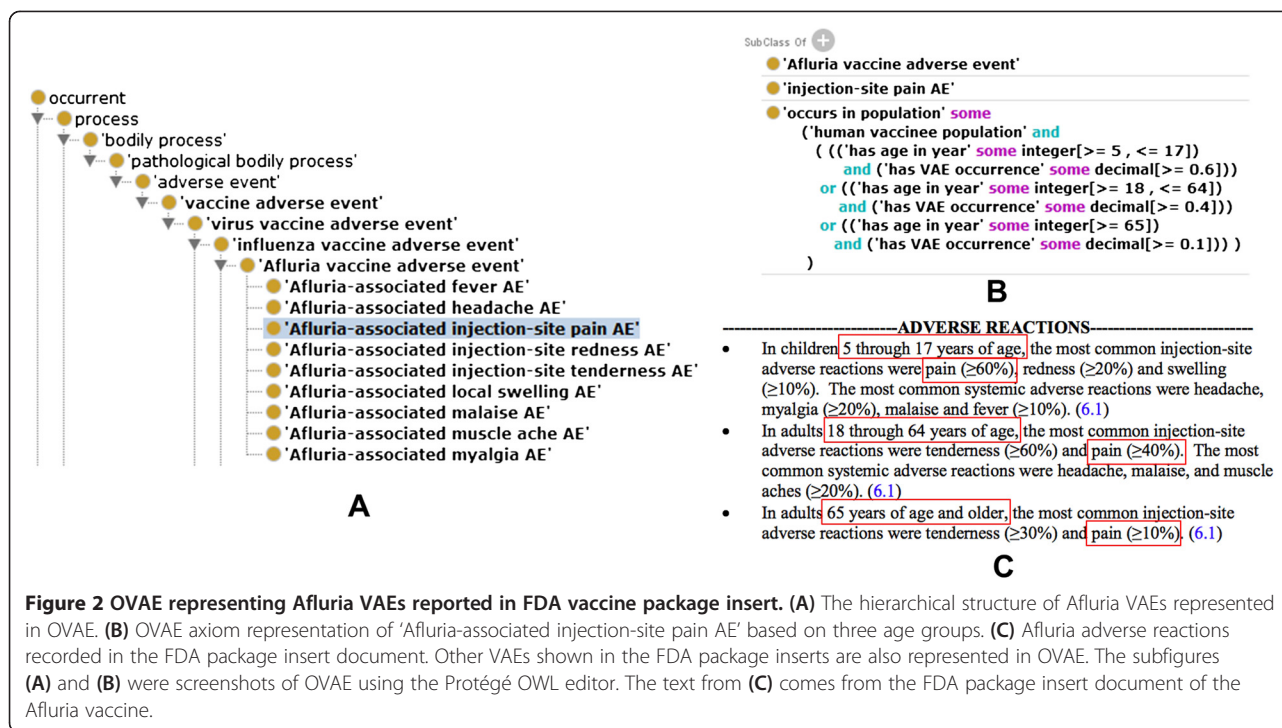 occurrent
process
'bodily process'
'pathological bodily process'
'adverse event'
'vaccine adverse event'
'virus vaccine adverse event'
'influenza vaccine adverse event'
'Afluria vaccine adverse event'
'Afluria-associated fever AE'
'Afluria-associated headache AE'
'Afluria-associated injection-site pain AE'
'Afluria-associated injection-site redness AE'
'Afluria-associated injection-site tenderness AE'
'Afluria-associated local swelling AE'
'Afluria-associated malaise AE'
'Afluria-associated muscle ache AE'
'Afluria-associated myalgia AE'
A
SubClass Of +
'Afluria vaccine adverse event'
'injection-site pain AE'
'occurs in population' some
('human vaccinee population' and
( (('has age in year' some integer[>= 5 , <= 17])
and ('has VAE occurrence' some decimal[>= 0.6]))
or (('has age in year' some integer[>= 18 , <= 64])
and ('has VAE occurrence' some decimal[>= 0.4]))
or (('has age in year' some integer[>= 65])
and ('has VAE occurrence' some decimal[>= 0.1])) )
)
B
------------------------------ADVERSE REACTIONS----------------------------
• In children 5 through 17 years of age, the most common injection-site
adverse reactions were pain (≥60%), redness (≥20%) and swelling
(≥10%). The most common systemic adverse reactions were headache,
myalgia (≥20%), malaise and fever (≥10%). (6.1)
• In adults 18 through 64 years of age, the most common injection-site
adverse reactions were tenderness (≥60%) and pain (≥40%). The most
common systemic adverse reactions were headache, malaise, and muscle
aches (≥20%). (6.1)
• In adults 65 years of age and older, the most common injection-site
adverse reactions were tenderness (≥30%) and pain (≥10%). (6.1)
C
Figure 2 OVAE representing Afluria VAEs reported in FDA vaccine package insert. (A) The hierarchical structure of Afluria VAEs represented
in OVAE. (B) OVAE axiom representation of 'Afluria-associated injection-site pain AE' based on three age groups. (C) Afluria adverse reactions
recorded in the FDA package insert document. Other VAEs shown in the FDA package inserts are also represented in OVAE. The subfigures
(A) and (B) were screenshots of OVAE using the Protégé OWL editor. The text from (C) comes from the FDA package insert document of the
Afluria vaccine.